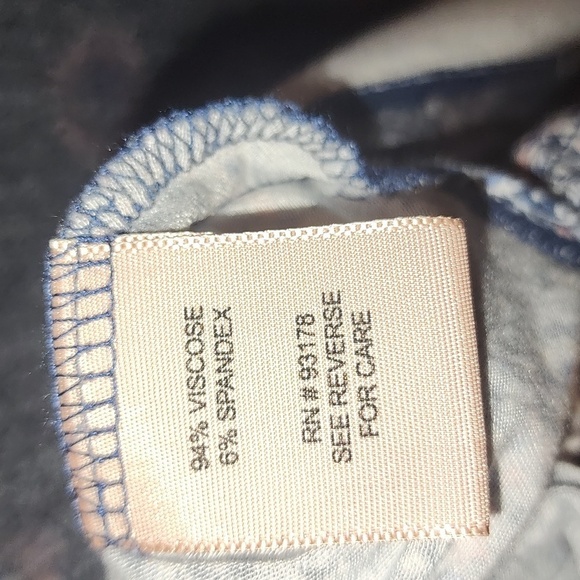 94% VISCOSE
6% SPANDEX
RN # 93178
SEE REVERSE
FOR CARE